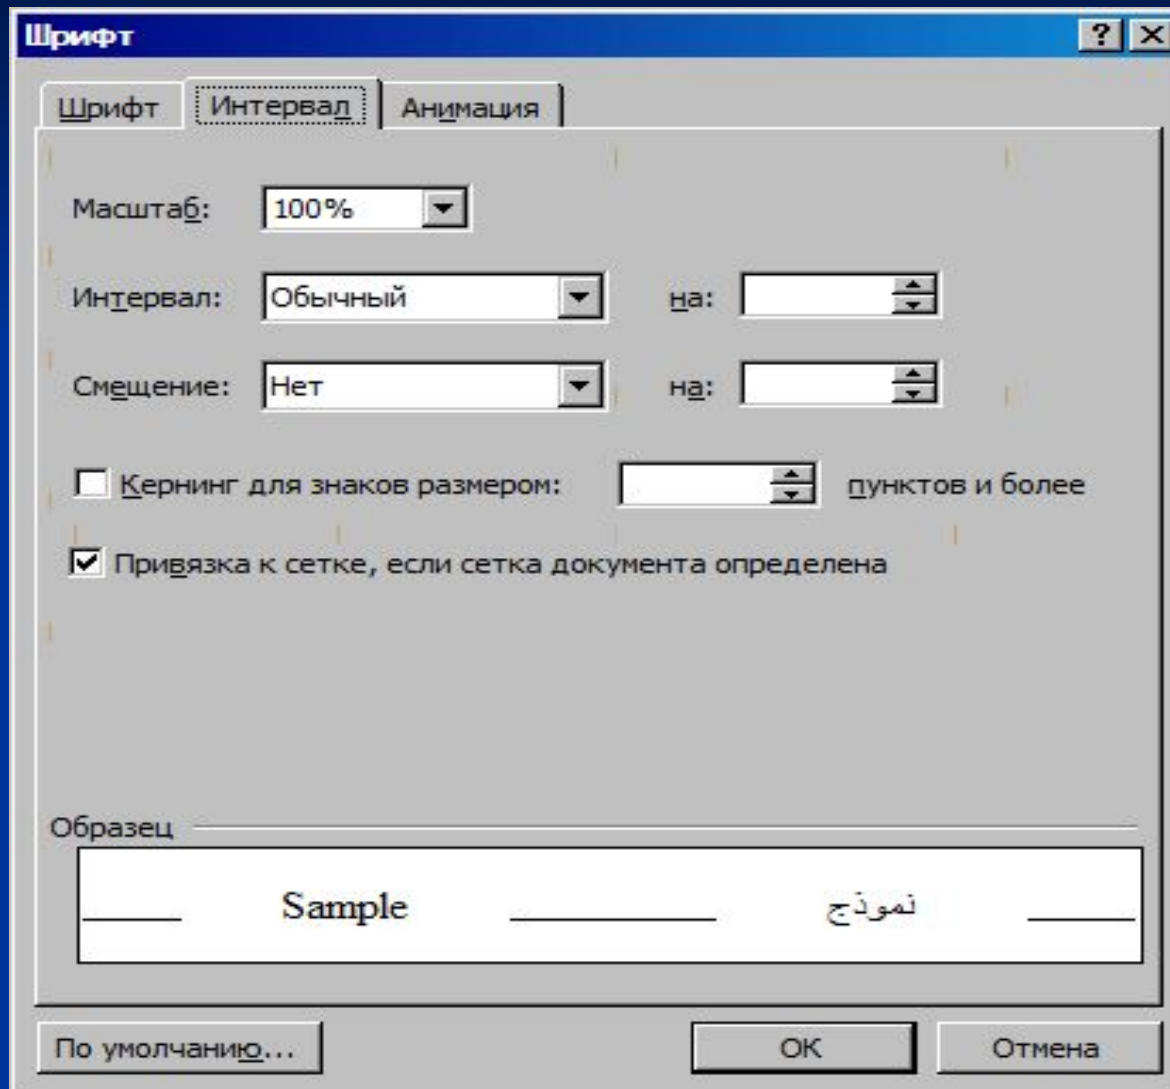 Шрифт
Шрифт Интервал Анимация
Масштаб: 100%
Интервал: Обычный на:
Смещение: Нет на:
Кернинг для знаков размером: пунктов и более
Привязка к сетке, если сетка документа определена
Образец
Sample نموذج
По умолчанию... ОК Отмена